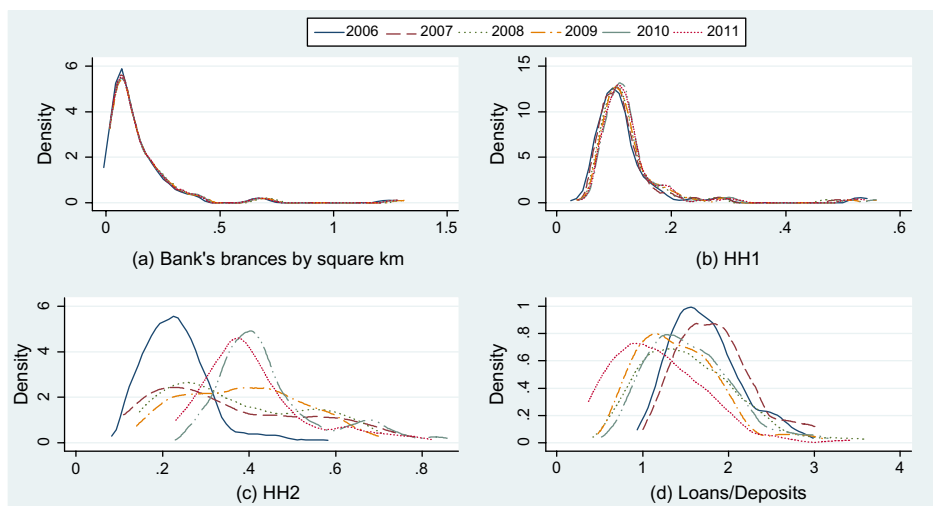 2006 2007 2008 2009 2010 2011
Density
6
4
2
0
0 .5 1 1.5
(a) Bank's brances by square km
Density
15
10
5
0
0 .2 .4 .6
(b) HH1
Density
6
4
2
0
0 .2 .4 .6 .8
(c) HH2
Density
1
.8
.6
.4
.2
0
0 1 2 3 4
(d) Loans/Deposits